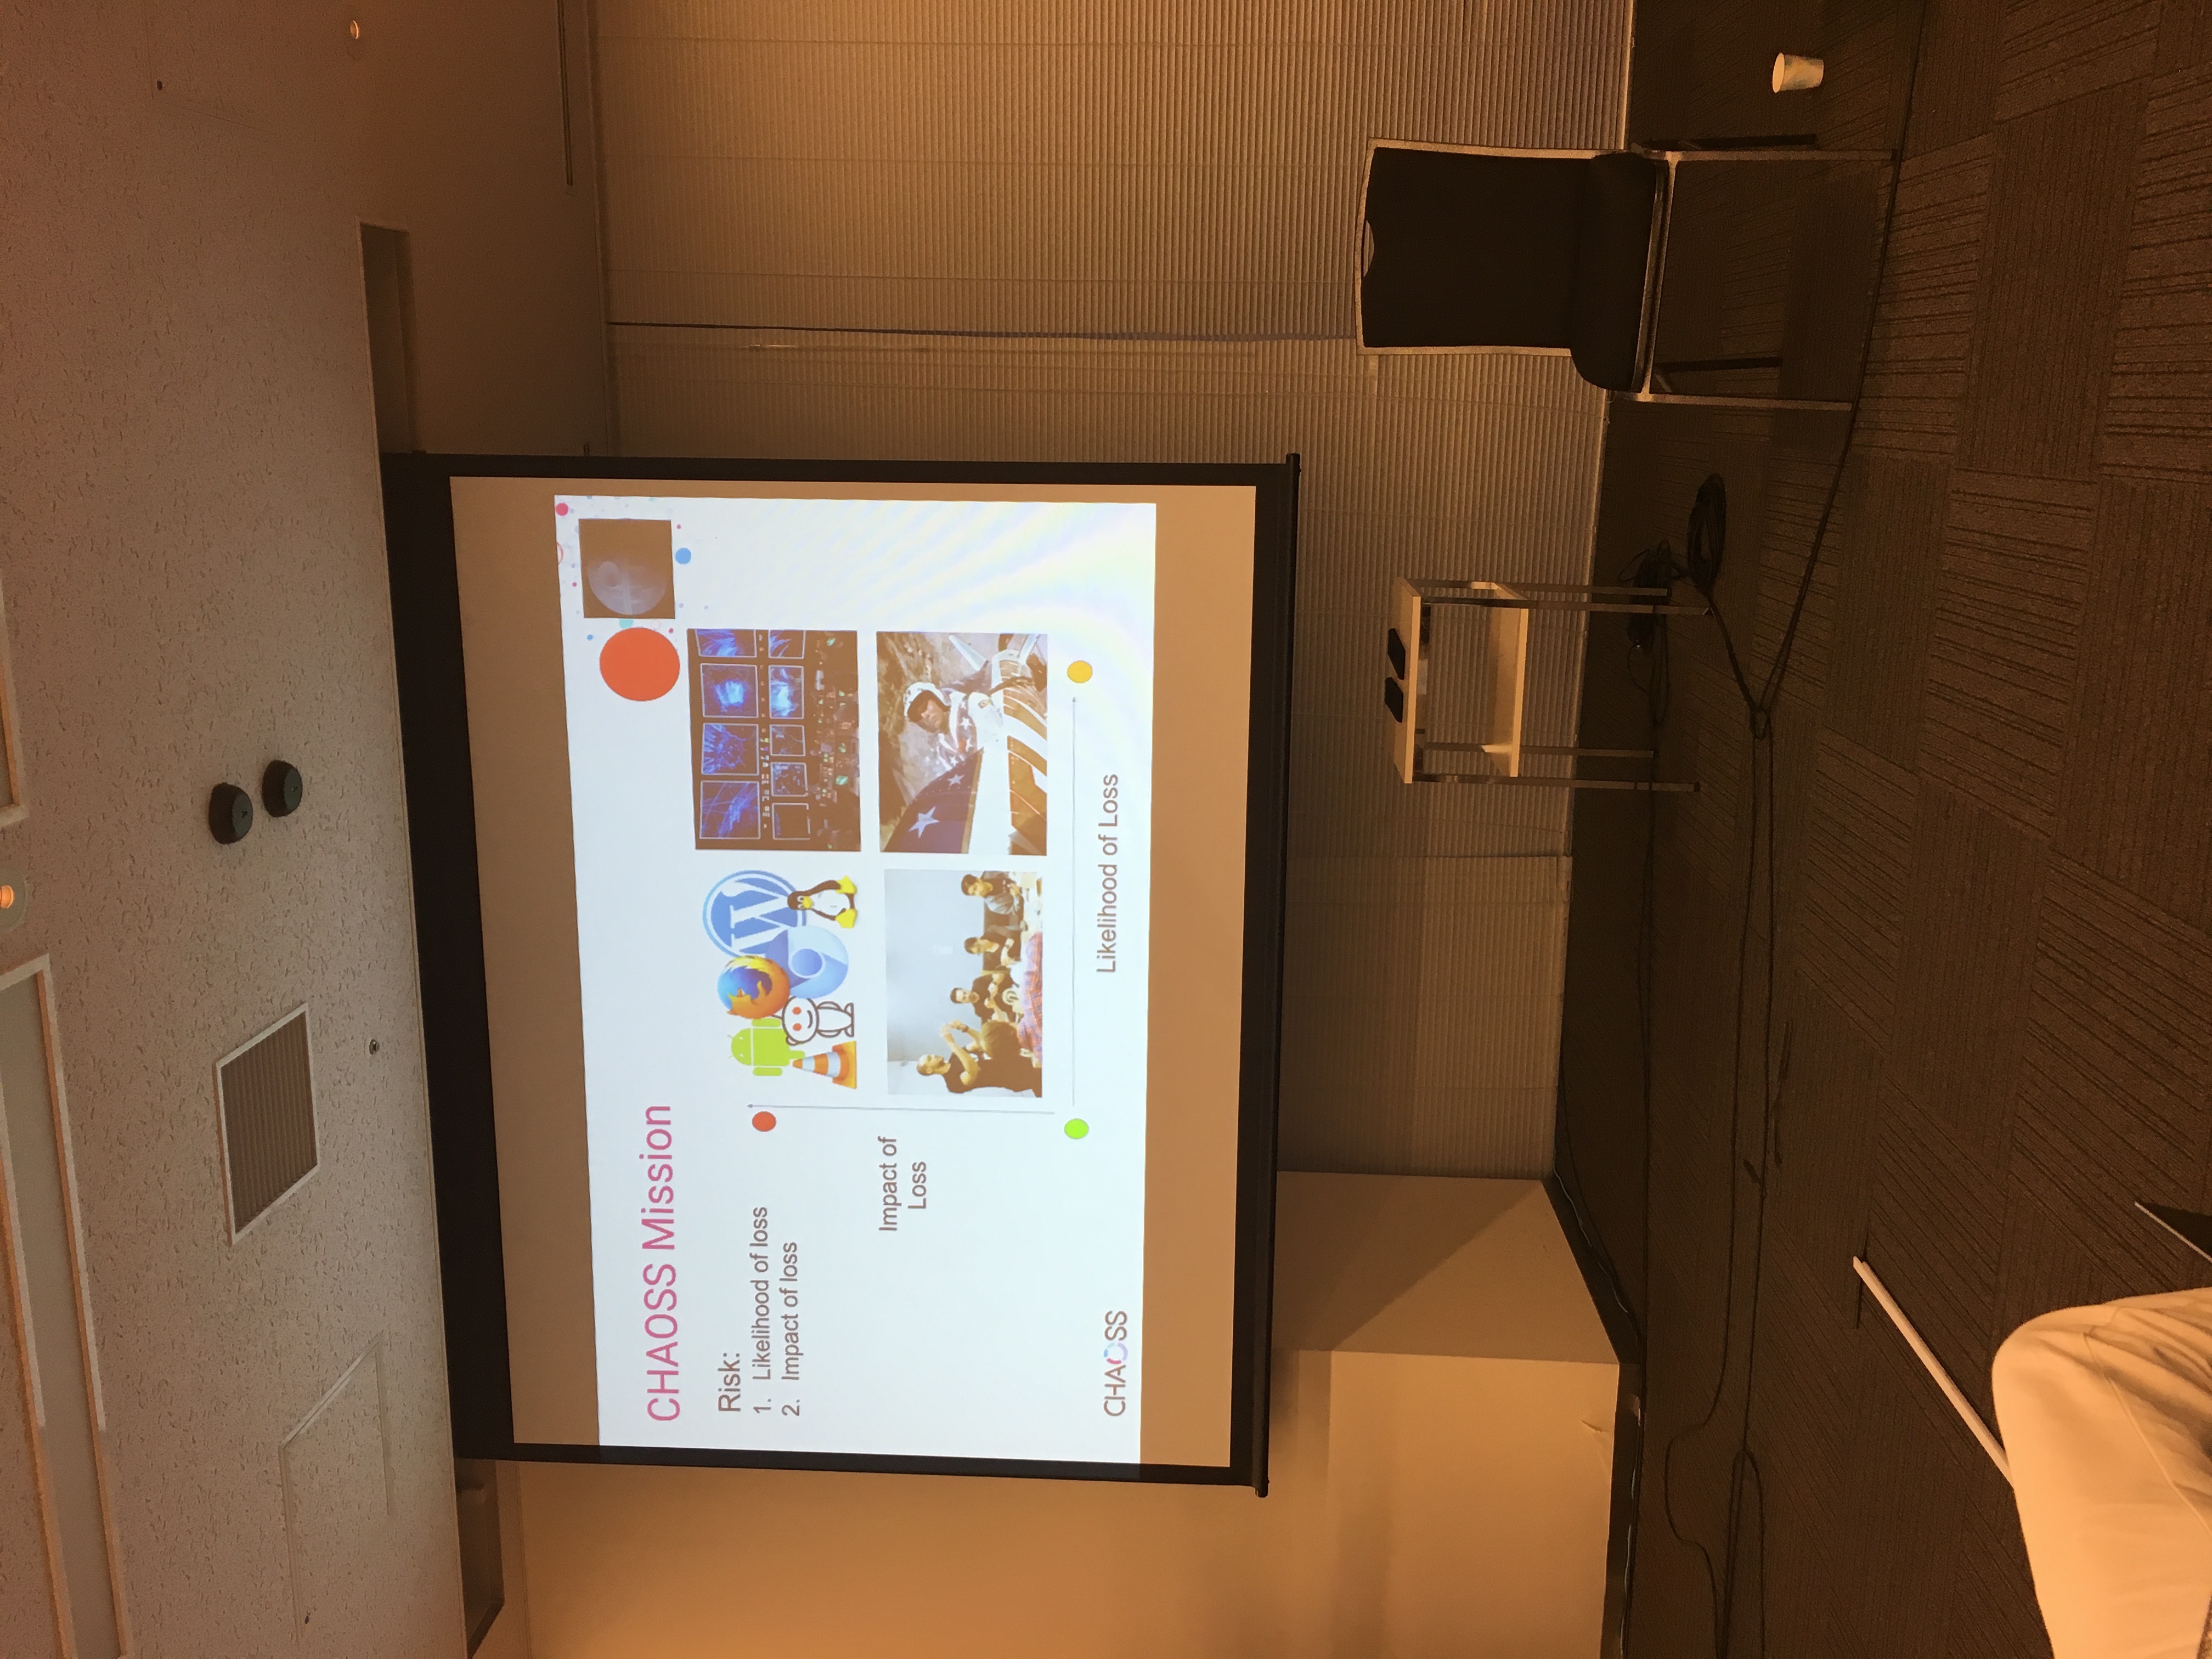 CHAOSS Mission
Risk:
1. Likelihood of loss
2. Impact of loss
Impact of
Loss
Likelihood of Loss
CHAOSS